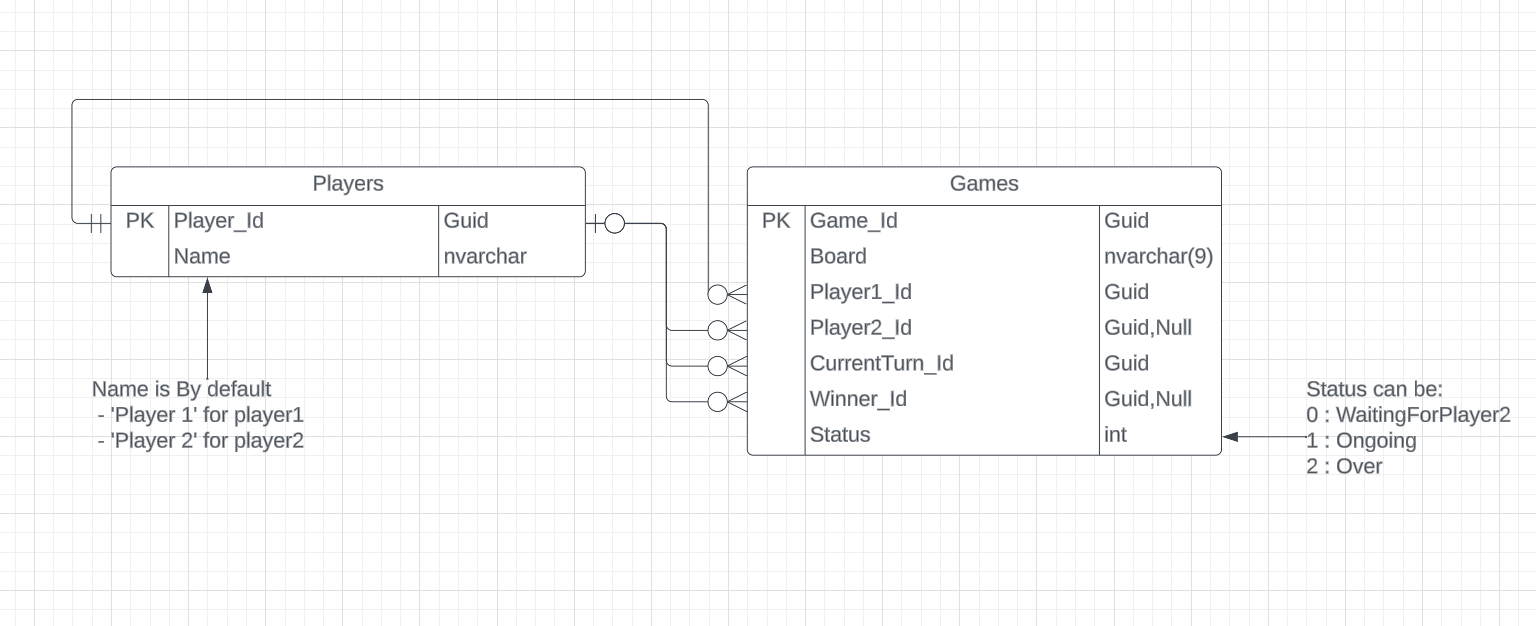 Players
PK Player_Id Guid
Name nvarchar
Name is By default
- 'Player 1' for player1
- 'Player 2' for player2
Games
PK Game_Id Guid
Board nvarchar(9)
Player1_Id Guid
Player2_Id Guid,Null
CurrentTurn_Id Guid
Winner_Id Guid,Null
Status int
Status can be:
0 : WaitingForPlayer2
1 : Ongoing
2 : Over